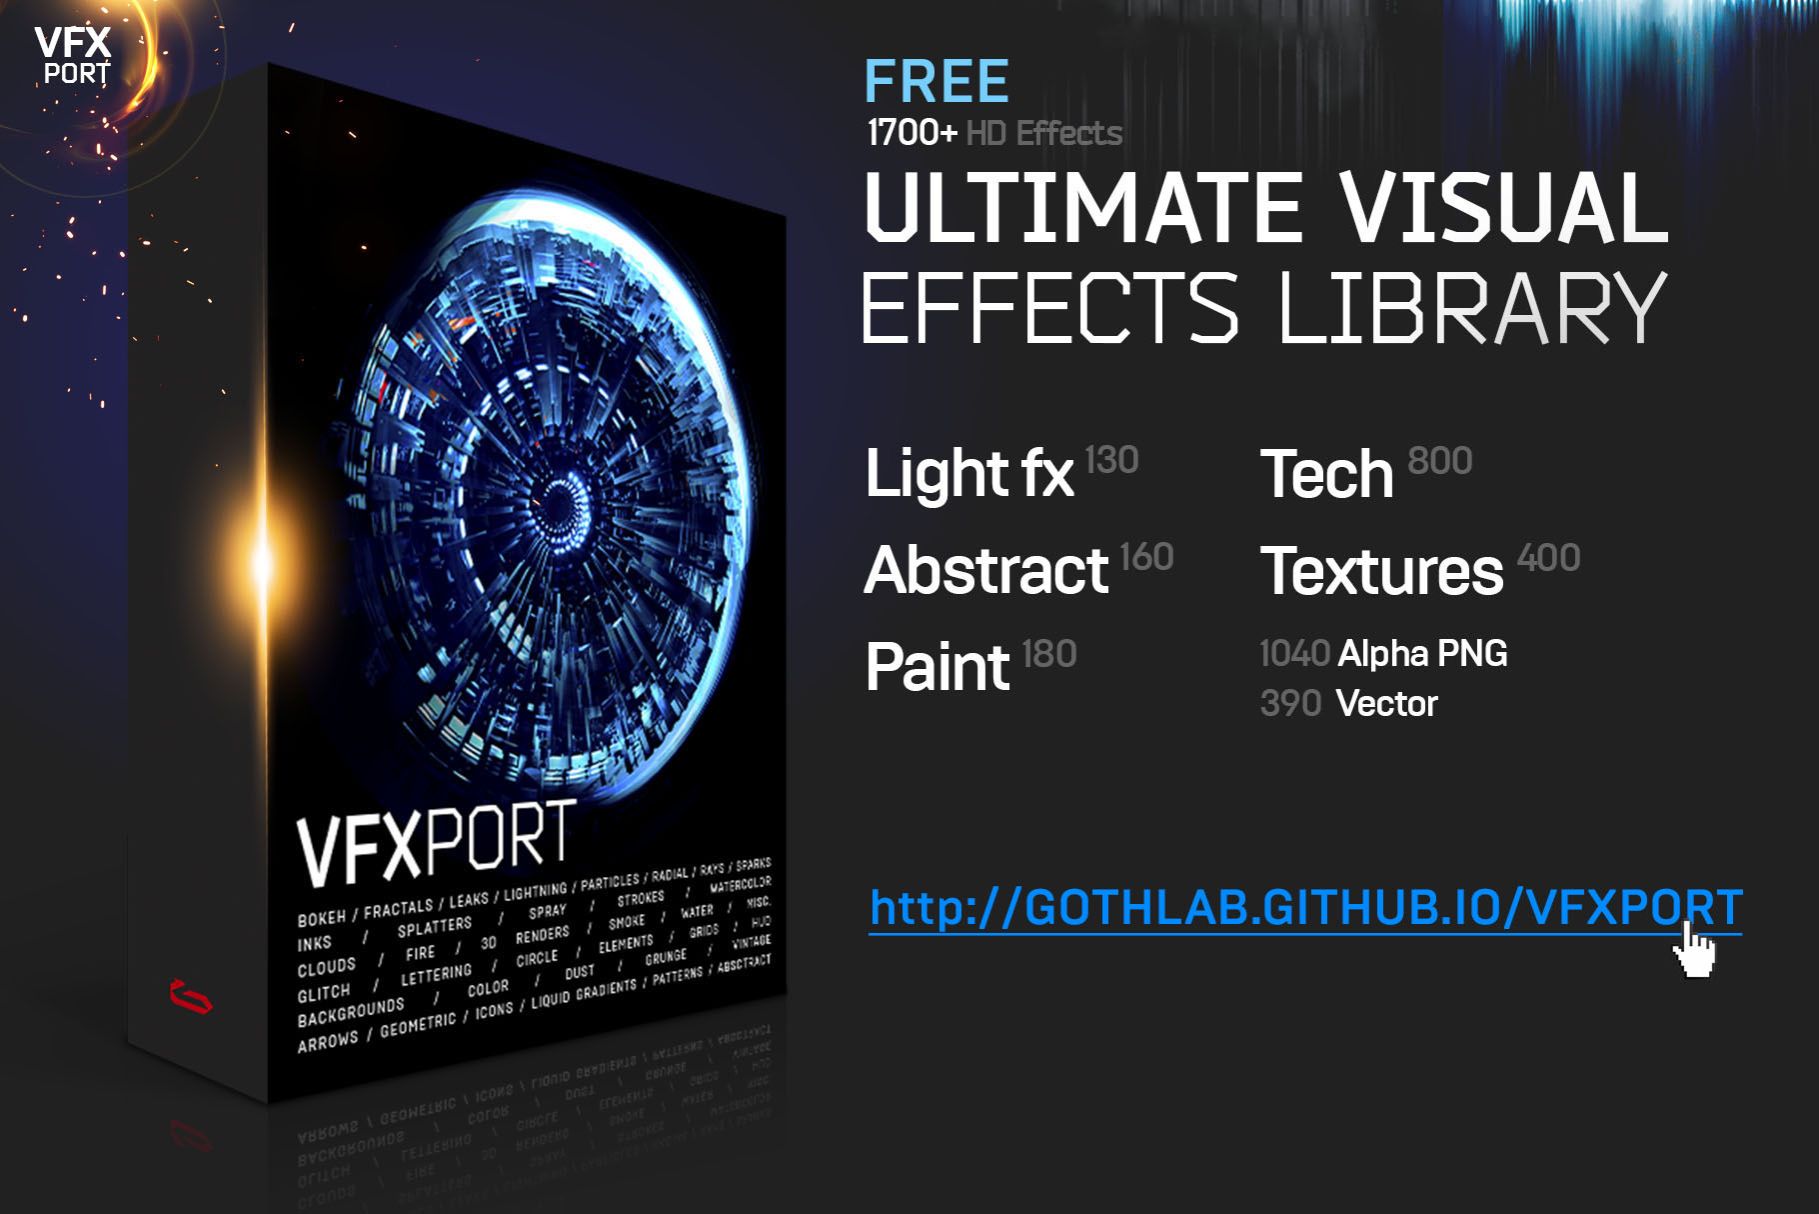 VFX
PORT
FREE
1700+ HD Effects
ULTIMATE VISUAL
EFFECTS LIBRARY
Light fx 130
Tech 800
Abstract 160
Textures 400
Paint 180
1040 Alpha PNG
390 Vector
http://GOTHLAB.GITHUB.IO/VFXPORT
VFXPORT
BOKEH / FRACTALS / LEAKS / LIGHTNING / PARTICLES / RADIAL / RAYS / SPARKS
INKS / SPLATTERS / SPRAY / STROKES / WATERCOLOR
CLOUDS / FIRE / 3D RENDERS / SMOKE / WATER / MISC.
GLITCH / LETTERING / CIRCLE / ELEMENTS / GRIDS / HUD
BACKGROUNDS / COLOR / DUST / GRUNGE / VINTAGE
ARROWS / GEOMETRIC / ICONS / LIQUID GRADIENTS / PATTERNS / ABSCTRACT